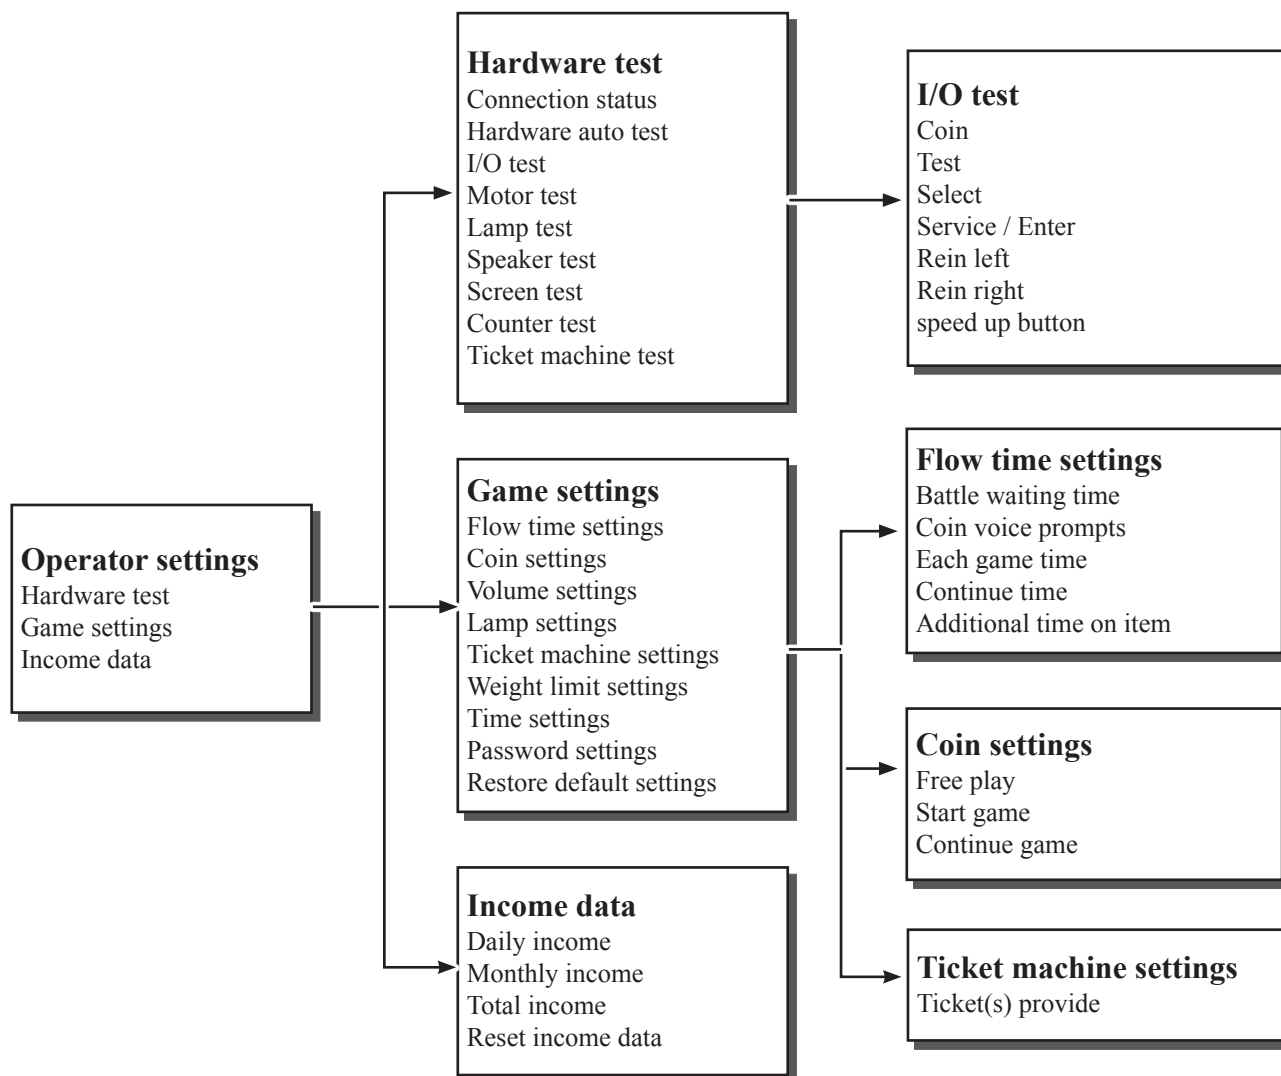 Operator settings
Hardware test
Game settings
Income data
Hardware test
Connection status
Hardware auto test
I/O test
Motor test
Lamp test
Speaker test
Screen test
Counter test
Ticket machine test
Game settings
Flow time settings
Coin settings
Volume settings
Lamp settings
Ticket machine settings
Weight limit settings
Time settings
Password settings
Restore default settings
Income data
Daily income
Monthly income
Total income
Reset income data
I/O test
Coin
Test
Select
Service / Enter
Rein left
Rein right
speed up button
Flow time settings
Battle waiting time
Coin voice prompts
Each game time
Continue time
Additional time on item
Coin settings
Free play
Start game
Continue game
Ticket machine settings
Ticket(s) provide